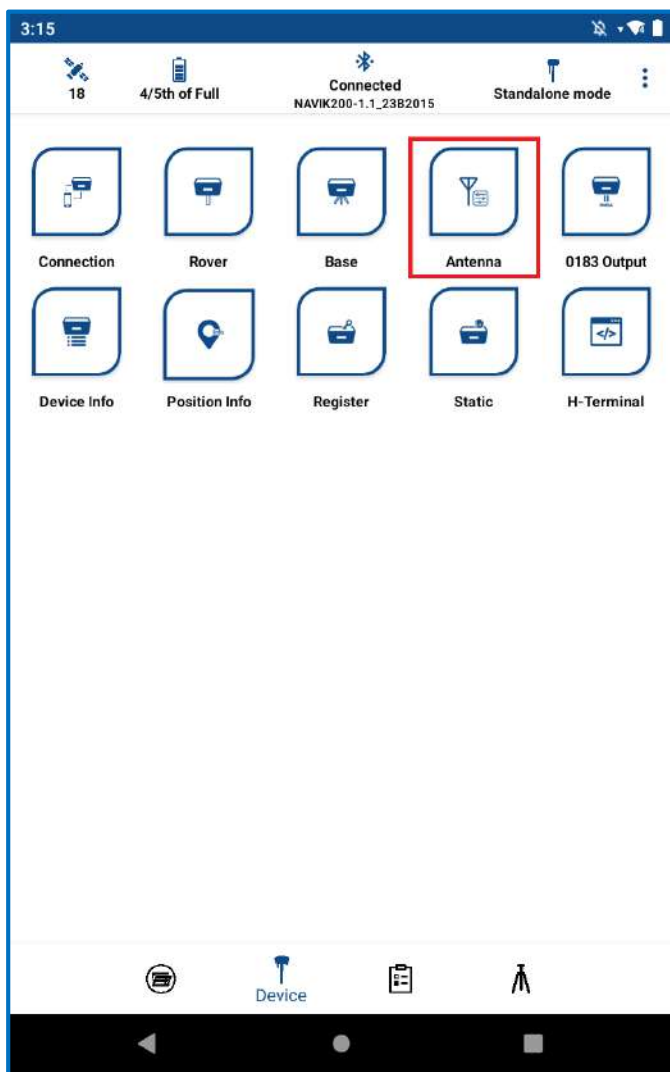 3:15
18
4/5th of Full
Connected
NAVIK200-1.1_23B2015
Standalone mode
Connection
Rover
Base
Antenna
0183 Output
Device Info
Position Info
Register
Static
H-Terminal
Device